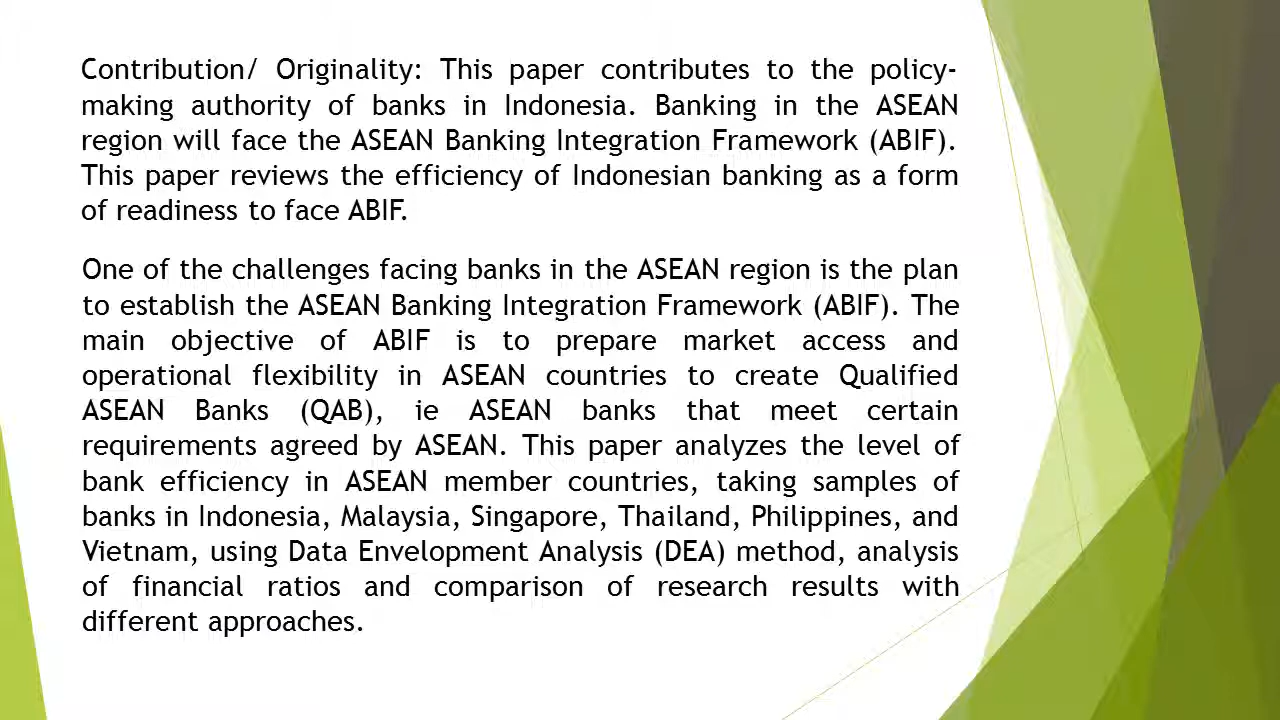 Contribution/ Originality: This paper contributes to the policy-
making authority of banks in Indonesia. Banking in the ASEAN
region will face the ASEAN Banking Integration Framework (ABIF).
This paper reviews the efficiency of Indonesian banking as a form
of readiness to face ABIF.
One of the challenges facing banks in the ASEAN region is the plan
to establish the ASEAN Banking Integration Framework (ABIF). The
main objective of ABIF is to prepare market access and
operational flexibility in ASEAN countries to create Qualified
ASEAN Banks (QAB), ie ASEAN banks that meet certain
requirements agreed by ASEAN. This paper analyzes the level of
bank efficiency in ASEAN member countries, taking samples of
banks in Indonesia, Malaysia, Singapore, Thailand, Philippines, and
Vietnam, using Data Envelopment Analysis (DEA) method, analysis
of financial ratios and comparison of research results with
different approaches.